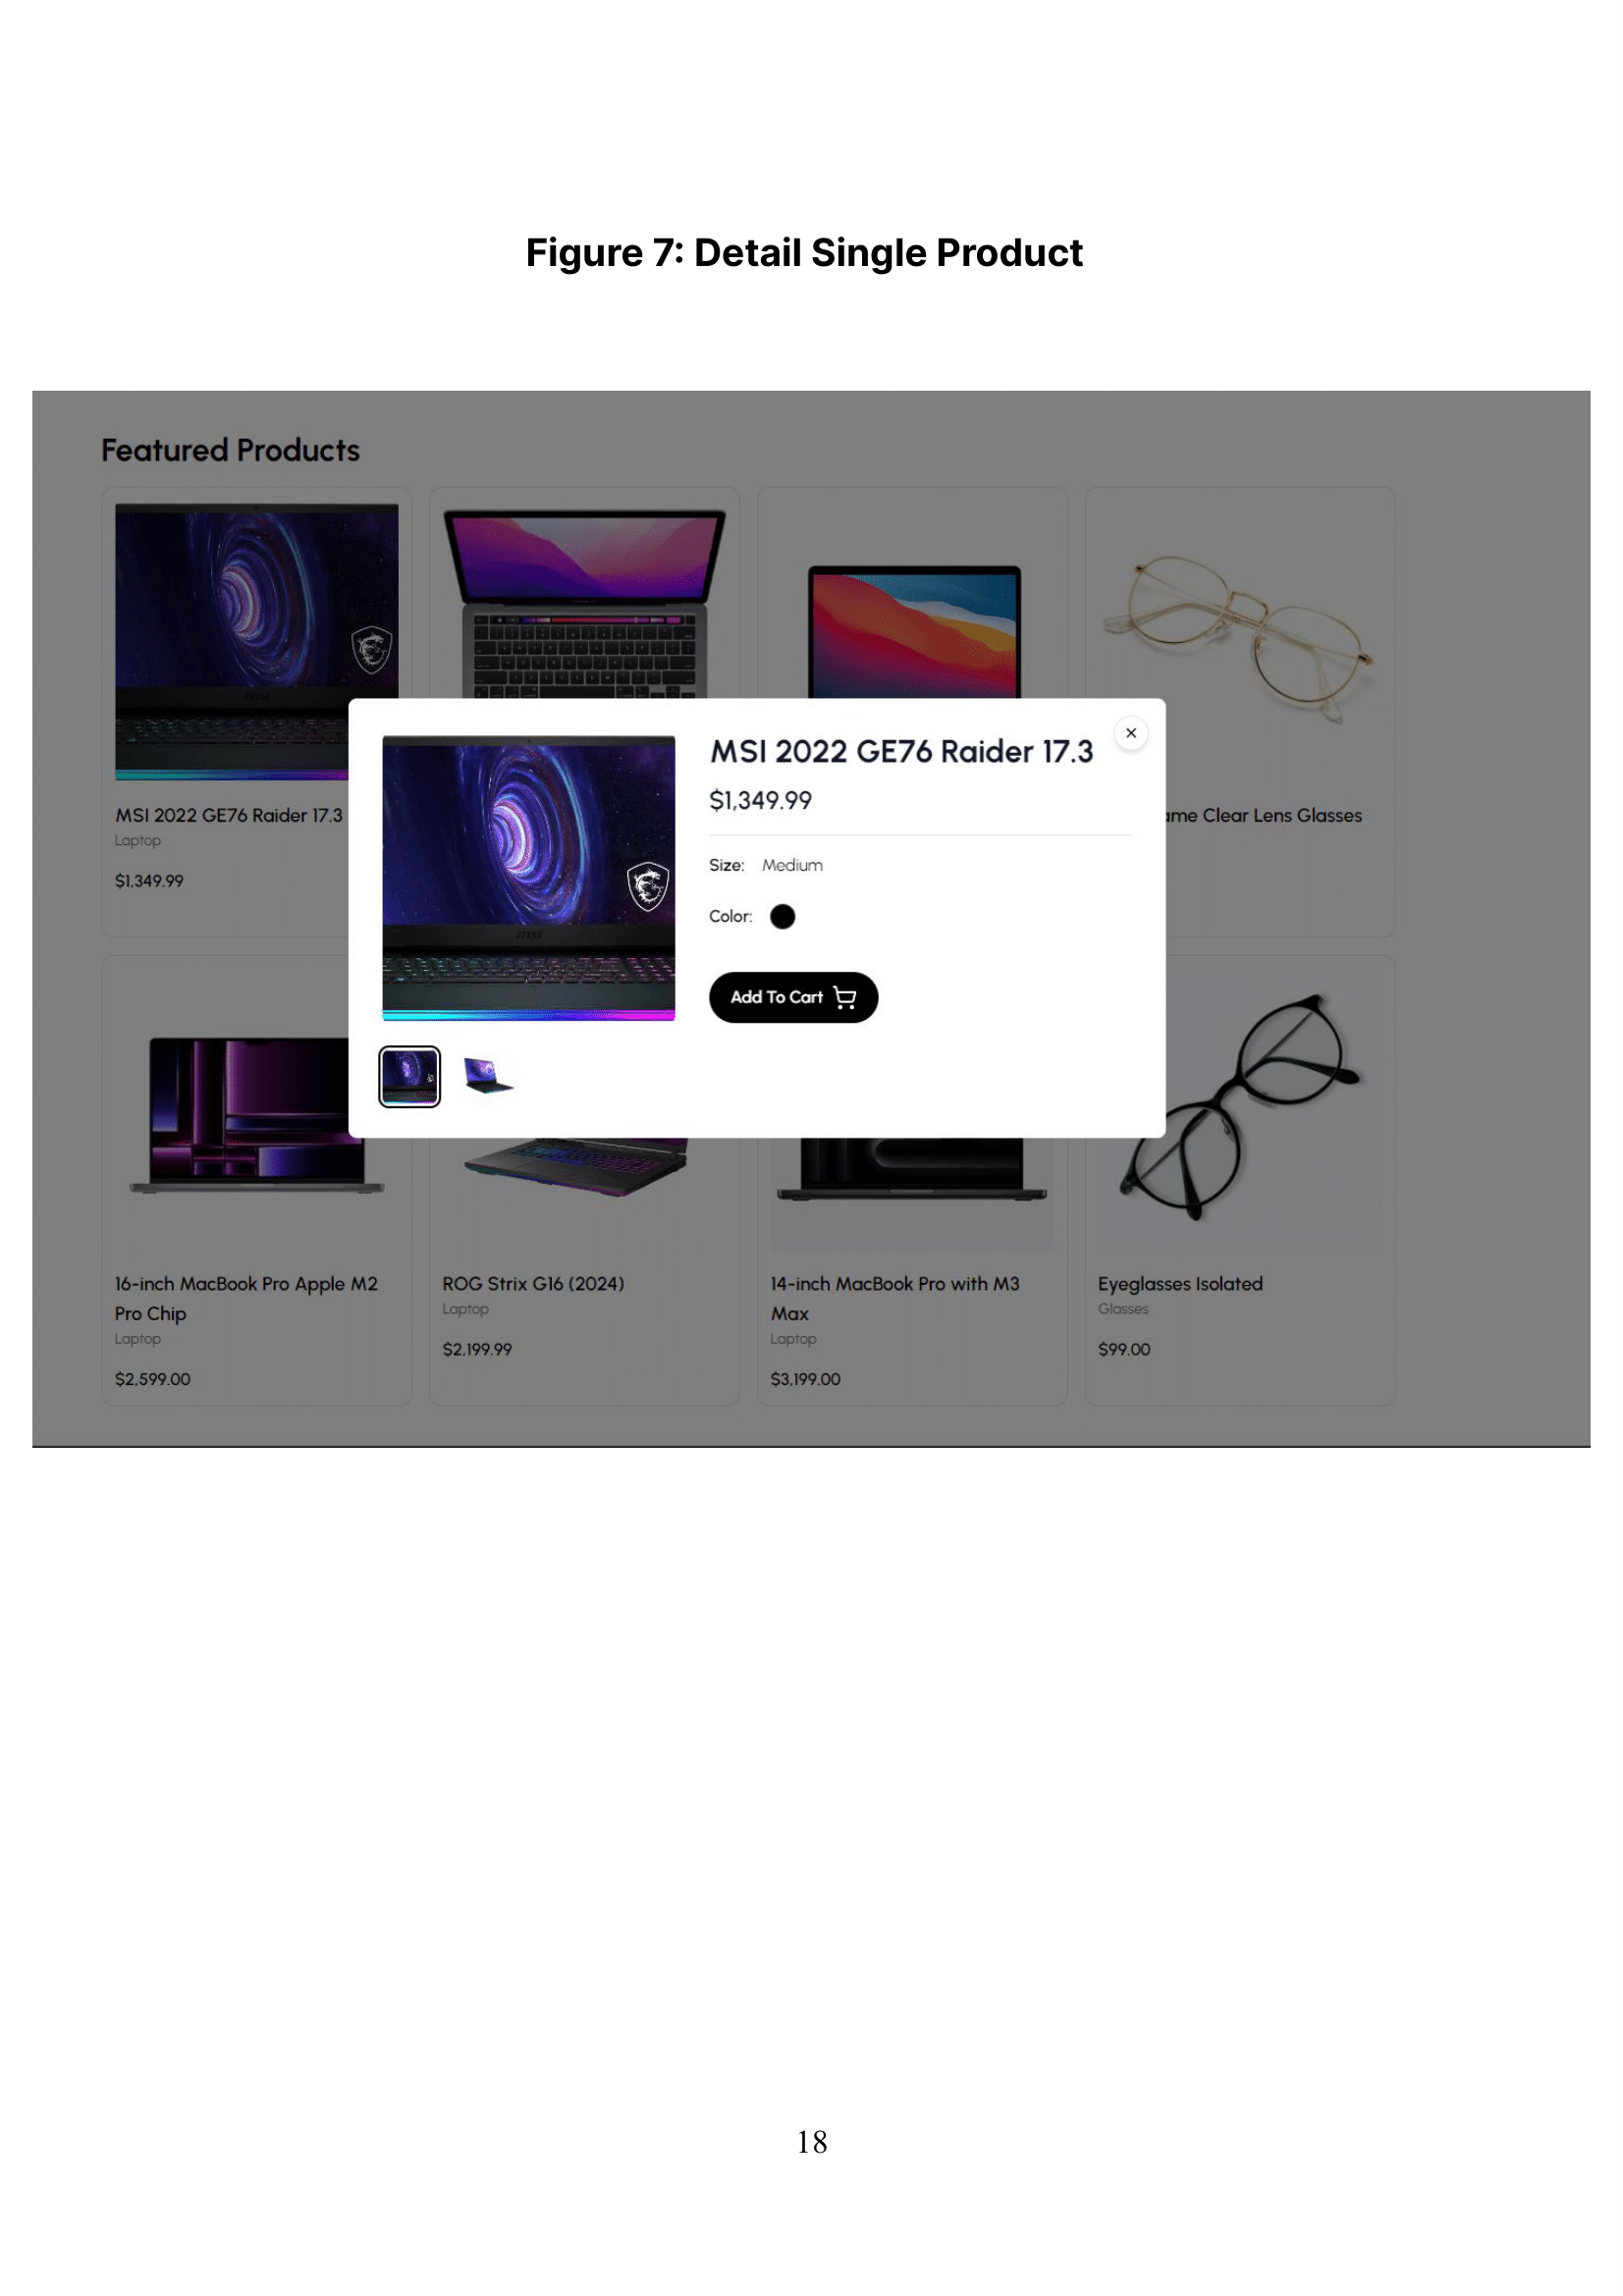 Figure 7: Detail Single Product
Featured Products
MSI 2022 GE76 Raider 17.3
Laptop
$1,349.99
MSI 2022 GE76 Raider 17.3
$1,349.99
Size: Medium
Color:
Add To Cart
Clear Lens Glasses
16-inch MacBook Pro Apple M2
Pro Chip
Laptop
$2,599.00
ROG Strix G16 (2024)
Laptop
$2,199.99
14-inch MacBook Pro with M3
Max
Laptop
$3,199.00
Eyeglasses Isolated
Glasses
$99.00
18